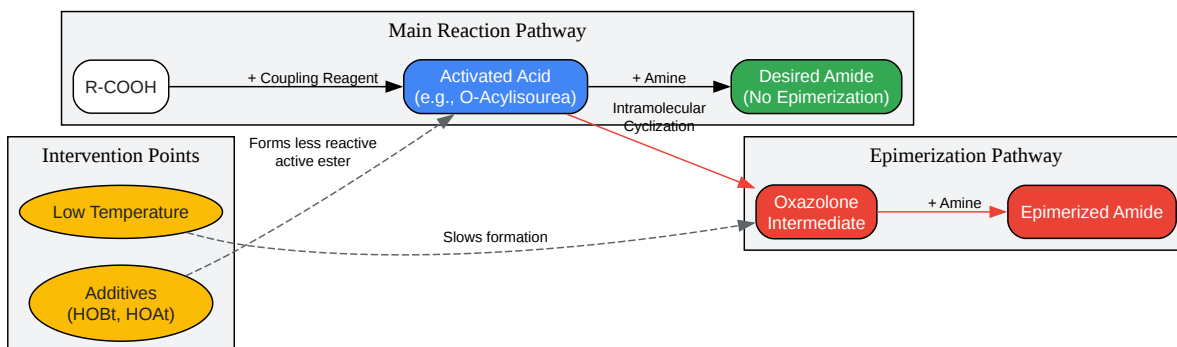 Main Reaction Pathway
R-COOH
+ Coupling Reagent
Activated Acid
(e.g., O-Acylisourea)
+ Amine
Desired Amide
(No Epimerization)
Intramolecular
Cyclization
Intervention Points
Low Temperature
Additives
(HOBt, HOAt)
Forms less reactive
active ester
Slows formation
Epimerization Pathway
Oxazolone
Intermediate
+ Amine
Epimerized Amide